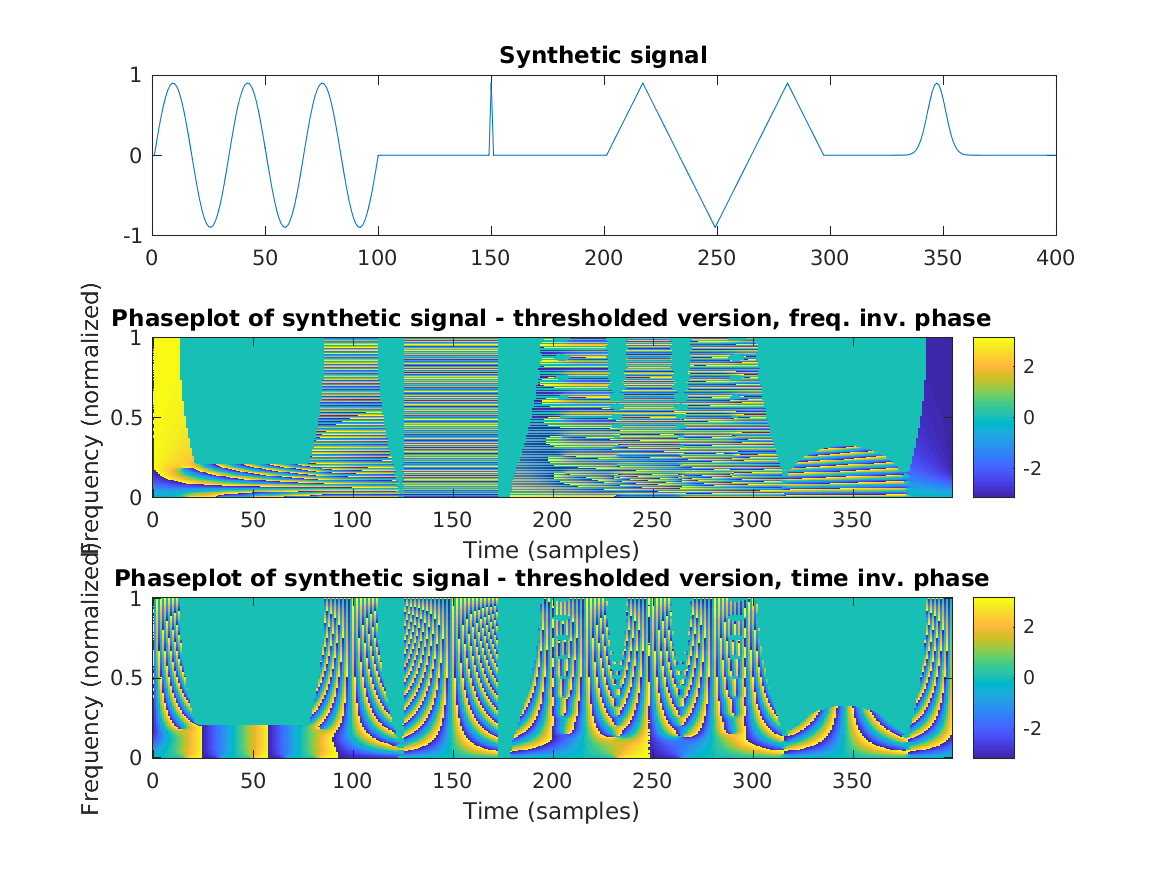 Synthetic signal
1
0
-1
0 50 100 150 200 250 300 350 400
Phaseplot of synthetic signal - thresholded version, freq. inv. phase
Frequency (normalized)
1
0.5
0
0 50 100 150 200 250 300 350
Time (samples)
2
0
-2
Phaseplot of synthetic signal - thresholded version, time inv. phase
Frequency (normalized)
1
0.5
0
0 50 100 150 200 250 300 350
Time (samples)
2
0
-2